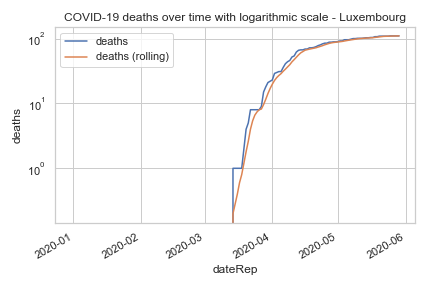 COVID-19 deaths over time with logarithmic scale - Luxembourg
deaths
deaths (rolling)
10²
10¹
10⁰
deaths
2020-01
2020-02
2020-03
2020-04
2020-05
2020-06
dateRep